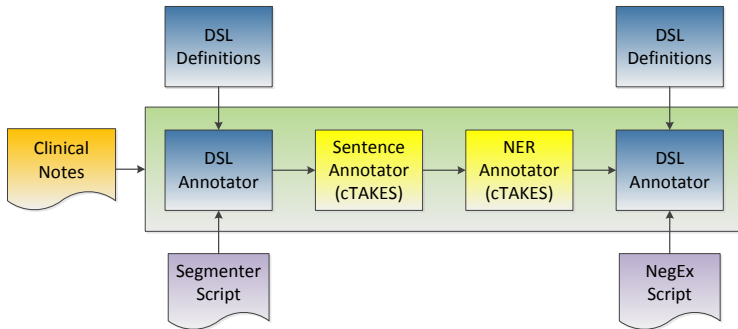 DSL
Definitions
DSL
Definitions
Clinical
Notes
DSL
Annotator
Sentence
Annotator
(cTAKES)
NER
Annotator
(cTAKES)
DSL
Annotator
Segmenter
Script
NegEx
Script